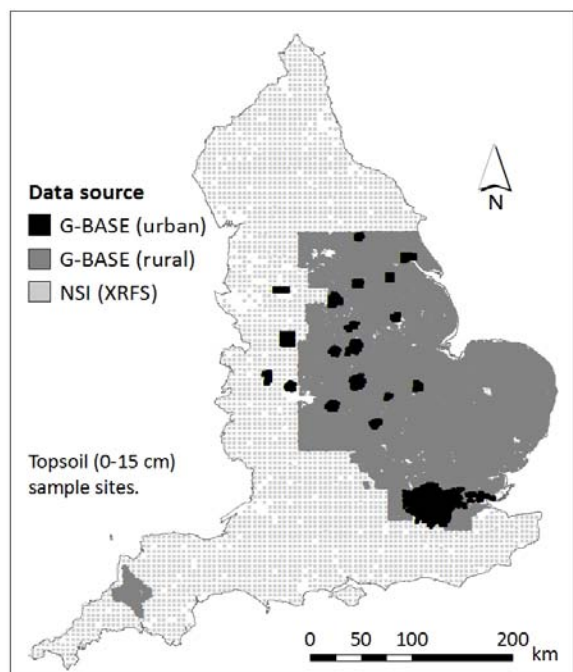 N
Data source
G-BASE (urban)
G-BASE (rural)
NSI (XRFS)
Topsoil (0-15 cm)
sample sites.
0 50 100 200
km